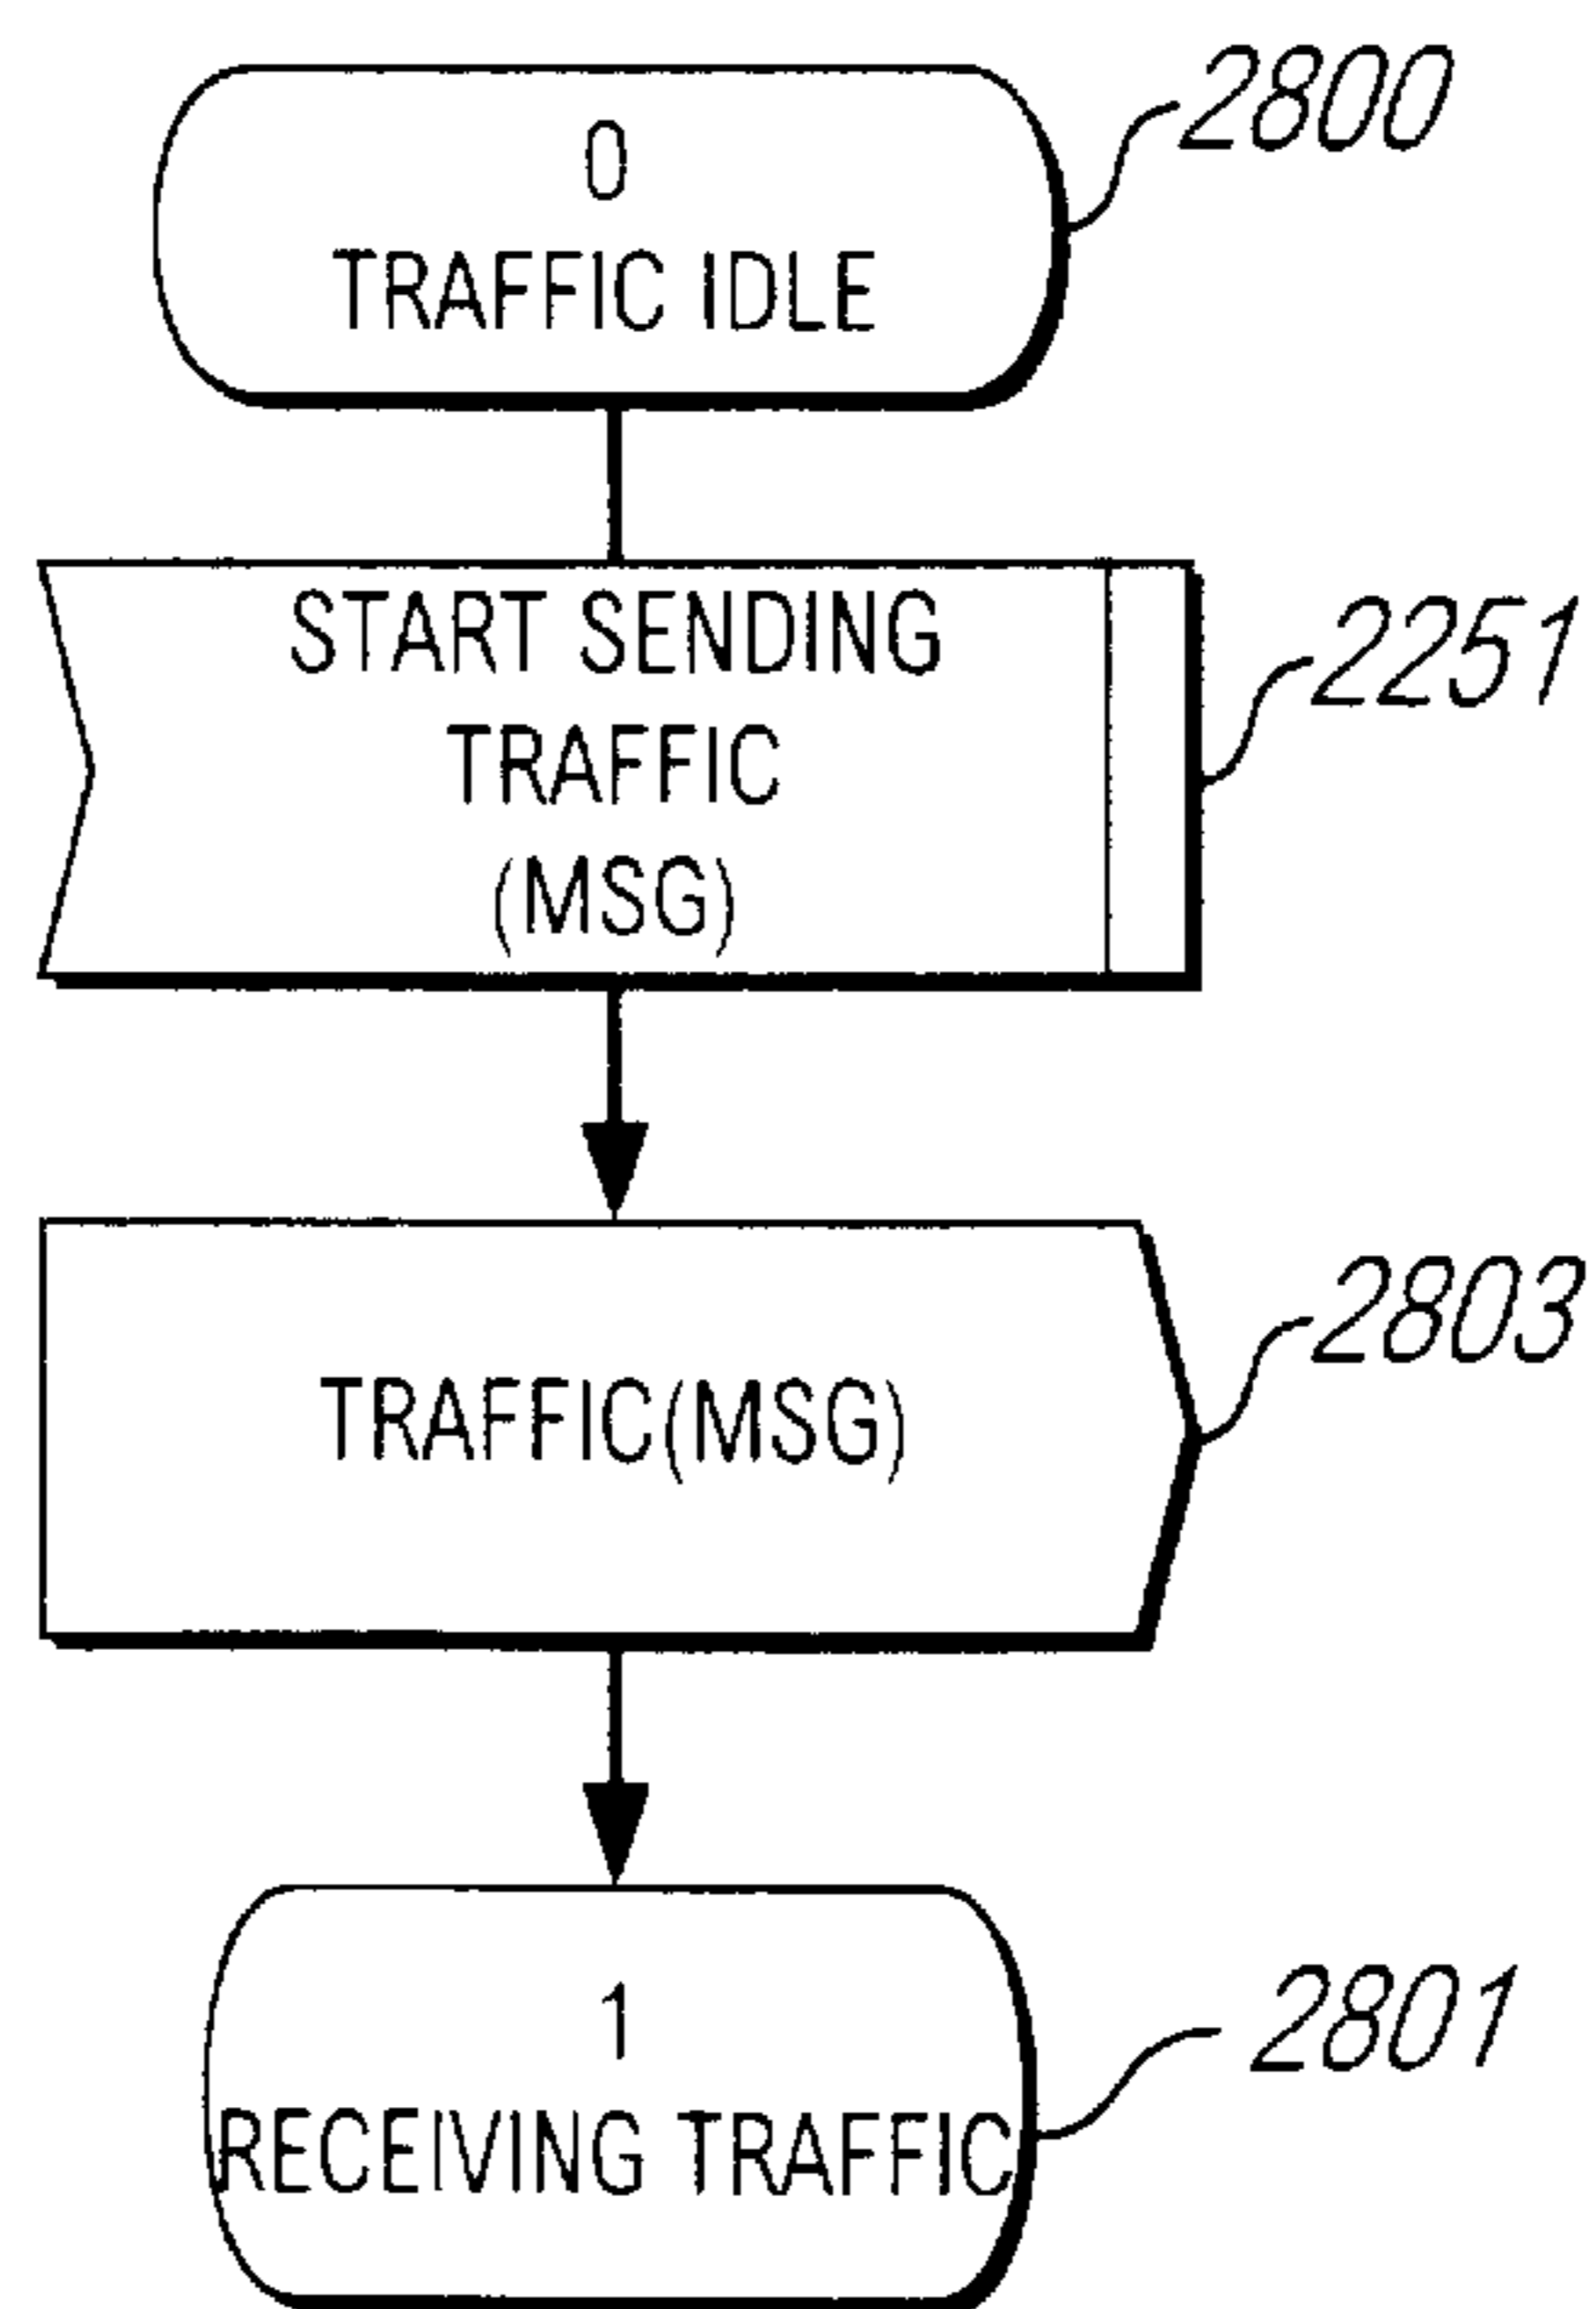 0
2800
TRAFFIC IDLE
START SENDING
TRAFFIC
(MSG)
2251
TRAFFIC(MSG)
2803
1
RECEIVING TRAFFIC
2801